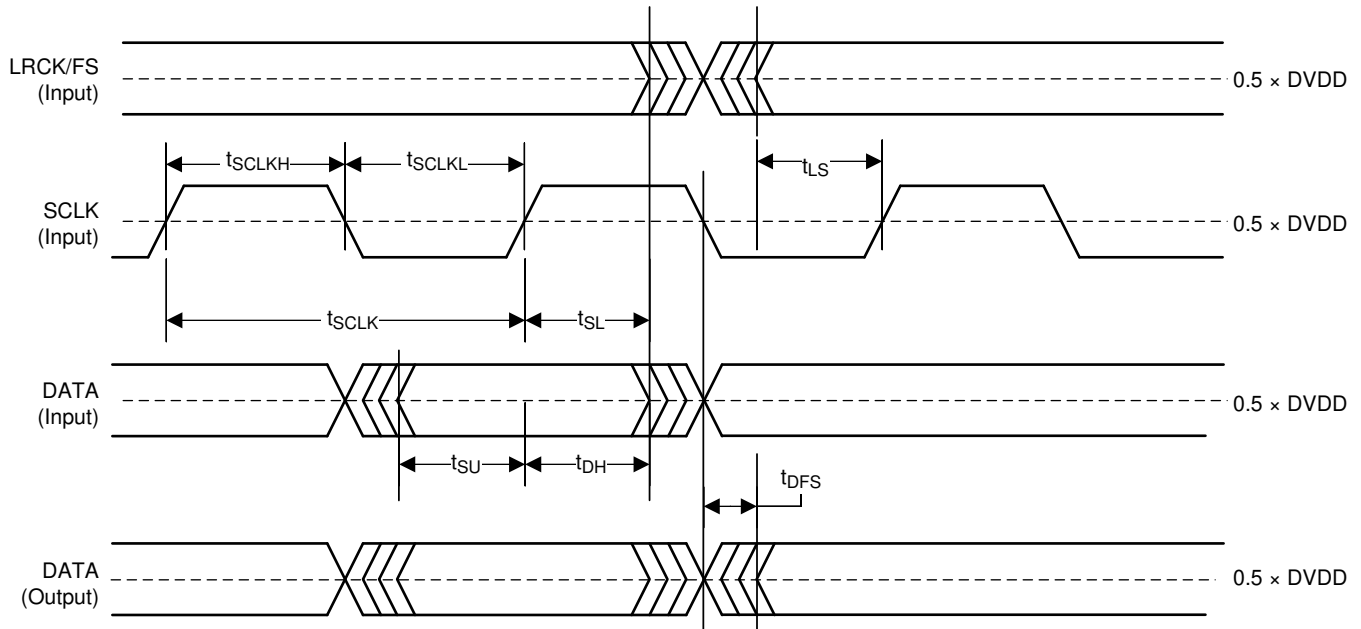 LRCK/FS
(Input)
0.5 × DVDD
tSCLKH
tSCLKL
tLS
SCLK
(Input)
0.5 × DVDD
tSCLK
tSL
DATA
(Input)
0.5 × DVDD
tSU
tDH
tDFS
DATA
(Output)
0.5 × DVDD